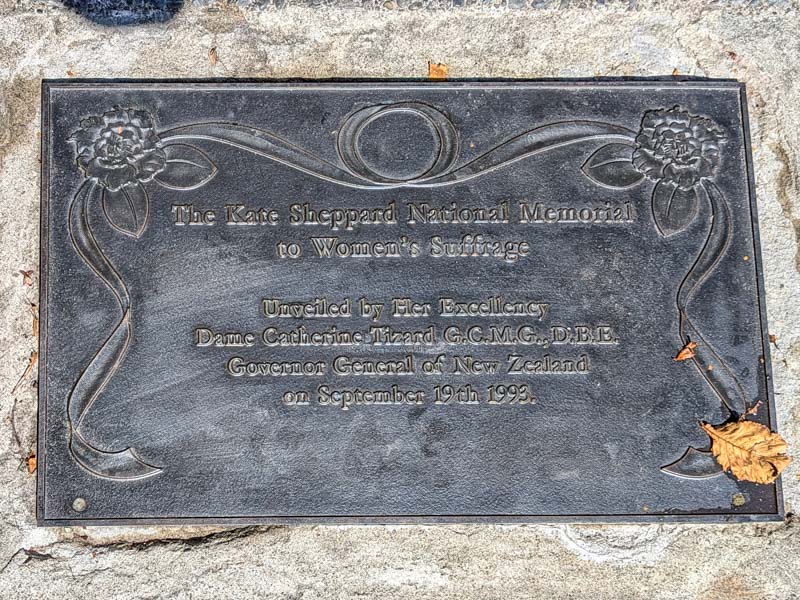 The Kate Sheppard National Memorial
to Women's Suffrage
Unveiled by Her Excellency
Dame Catherine Tizard G.C.M.G., D.B.E.
Governor General of New Zealand
on September 19th 1993.